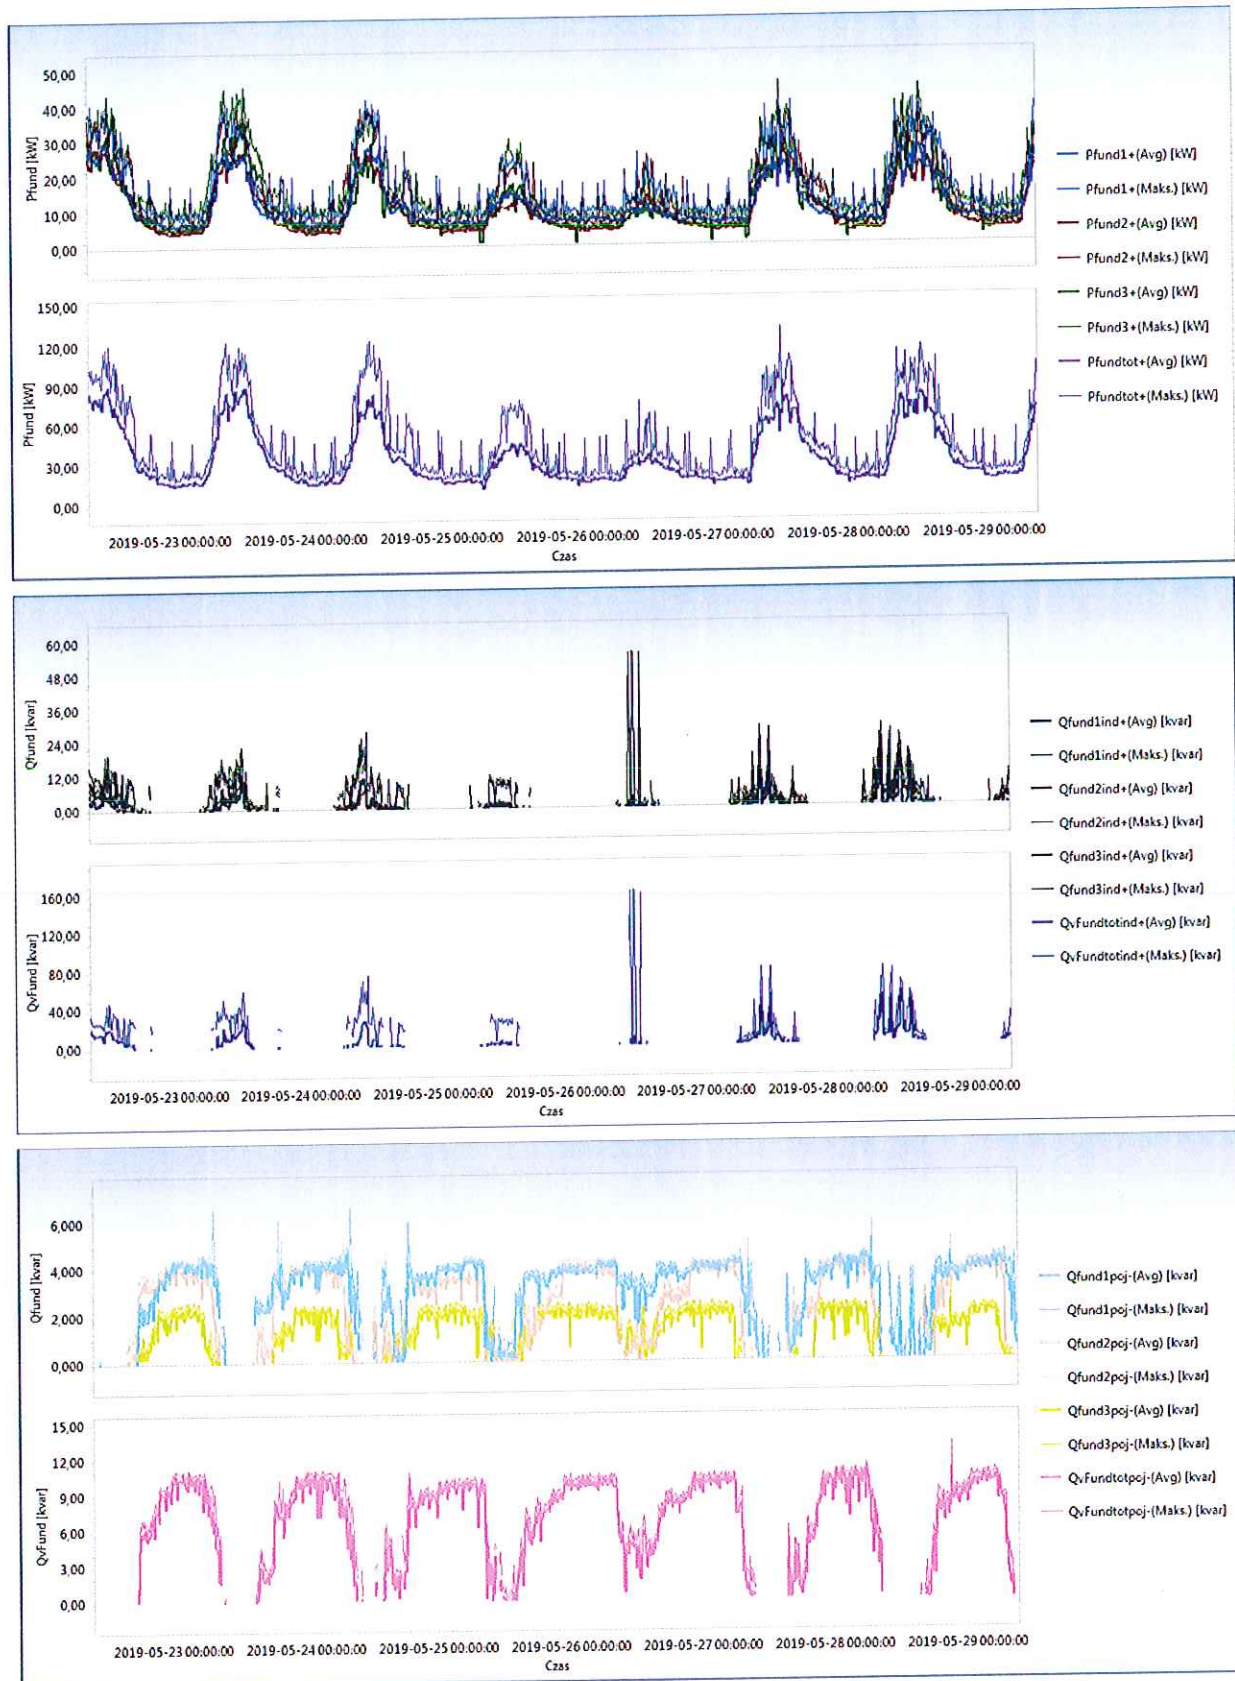 50,00
40,00
30,00
20,00
10,00
0,00
Pfund [kW]
Pfund1+(Avg) [kW]
Pfund1+(Maks.) [kW]
Pfund2+(Avg) [kW]
Pfund2+(Maks.) [kW]
Pfund3+(Avg) [kW]
Pfund3+(Maks.) [kW]
Pfundtot+(Avg) [kW]
Pfundtot+(Maks.) [kW]
150,00
120,00
90,00
60,00
30,00
0,00
Pfund [kW]
2019-05-23 00:00:00 2019-05-24 00:00:00 2019-05-25 00:00:00 2019-05-26 00:00:00 2019-05-27 00:00:00 2019-05-28 00:00:00 2019-05-29 00:00:00
Czas
60,00
48,00
36,00
24,00
12,00
0,00
Qfund [kvar]
Qfund1ind+(Avg) [kvar]
Qfund1ind+(Maks.) [kvar]
Qfund2ind+(Avg) [kvar]
Qfund2ind+(Maks.) [kvar]
Qfund3ind+(Avg) [kvar]
Qfund3ind+(Maks.) [kvar]
QvFundtotind+(Avg) [kvar]
QvFundtotind+(Maks.) [kvar]
160,00
120,00
80,00
40,00
0,00
QvFund [kvar]
2019-05-23 00:00:00 2019-05-24 00:00:00 2019-05-25 00:00:00 2019-05-26 00:00:00 2019-05-27 00:00:00 2019-05-28 00:00:00 2019-05-29 00:00:00
Czas
6,000
4,000
2,000
0,000
Qfund [kvar]
Qfund1poj-(Avg) [kvar]
Qfund1poj-(Maks.) [kvar]
Qfund2poj-(Avg) [kvar]
Qfund2poj-(Maks.) [kvar]
Qfund3poj-(Avg) [kvar]
Qfund3poj-(Maks.) [kvar]
QvFundtotpoj-(Avg) [kvar]
QvFundtotpoj-(Maks.) [kvar]
15,00
12,00
9,00
6,00
3,00
0,00
QvFund [kvar]
2019-05-23 00:00:00 2019-05-24 00:00:00 2019-05-25 00:00:00 2019-05-26 00:00:00 2019-05-27 00:00:00 2019-05-28 00:00:00 2019-05-29 00:00:00
Czas